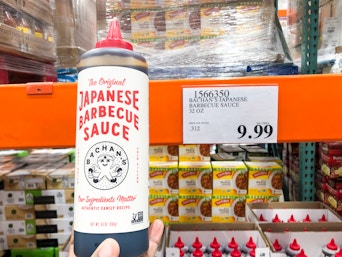 The Original
JAPANESE
BARBECUE
SAUCE
BACHAN'S
Our Ingredients Matter
AUTHENTIC FAMILY RECIPE
1566350
BACHAN'S JAPANESE
BARBECUE SAUCE
32 OZ
.312
9.99